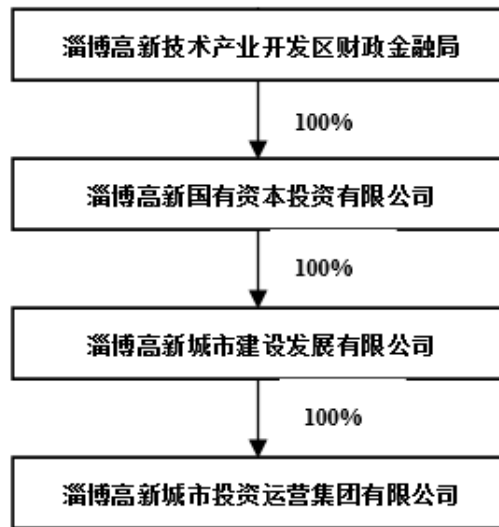 淄博高新技术产业开发区财政金融局
100%
淄博高新国有资本投资有限公司
100%
淄博高新城市建设发展有限公司
100%
淄博高新城市投资运营集团有限公司